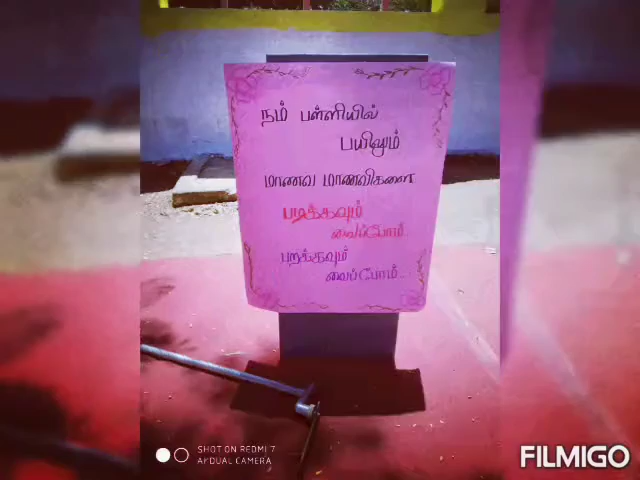 நம் பள்ளியில்
பயிலும்
மாணவ மாணவிகளை
படிக்கவும்
வைப்போம்.
பறக்கவும்
வைப்போம்...
SHOT ON REDMI 7
AI DUAL CAMERA
FILMIGO